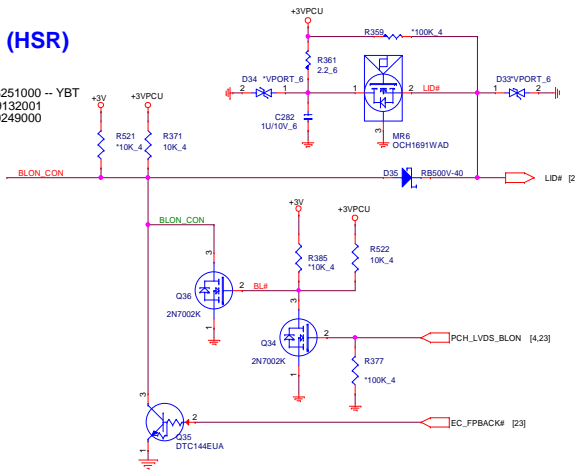 +3VPCU
(HSR)
R359
*100K_4
R361
2.2_6
D34
*VPORT_6
2
1
1
2
LID#
D33*VPORT_6
1
2
251000 -- YBT
132001
249000
C282
1U/10V_6
3
MR6
OCH1691WAD
+3V
+3VPCU
R521
*10K_4
R371
10K_4
BLON_CON
D35
RB500V-40
LID# [2
BLON_CON
+3V
+3VPCU
3
R385
*10K_4
R522
10K_4
2
BL#
Q36
2N7002K
1
3
2
Q34
2N7002K
1
PCH_LVDS_BLON [4,23]
R377
*100K_4
3
2
EC_FPBACK# [23]
Q35
DTC144EUA
1